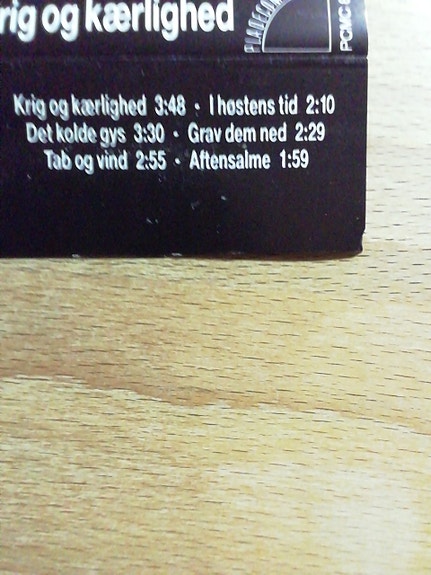 rig og kærlighed
PCMC
Krig og kærlighed 3:48 • I høstens tid 2:10
Det kolde gys 3:30 • Grav dem ned 2:29
Tab og vind 2:55 • Aftensalme 1:59